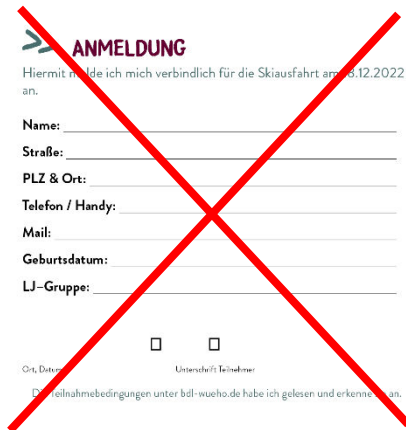 ANMELDUNG
Hiermit melde ich mich verbindlich für die Skiausfahrt am 8.12.2022
an.
Name:
Straße:
PLZ & Ort:
Telefon / Handy:
Mail:
Geburtsdatum:
LJ-Gruppe:
Ort, Datum Unterschrift Teilnehmer
Die Teilnahmebedingungen unter bdl-wueho.de habe ich gelesen und erkenne an.